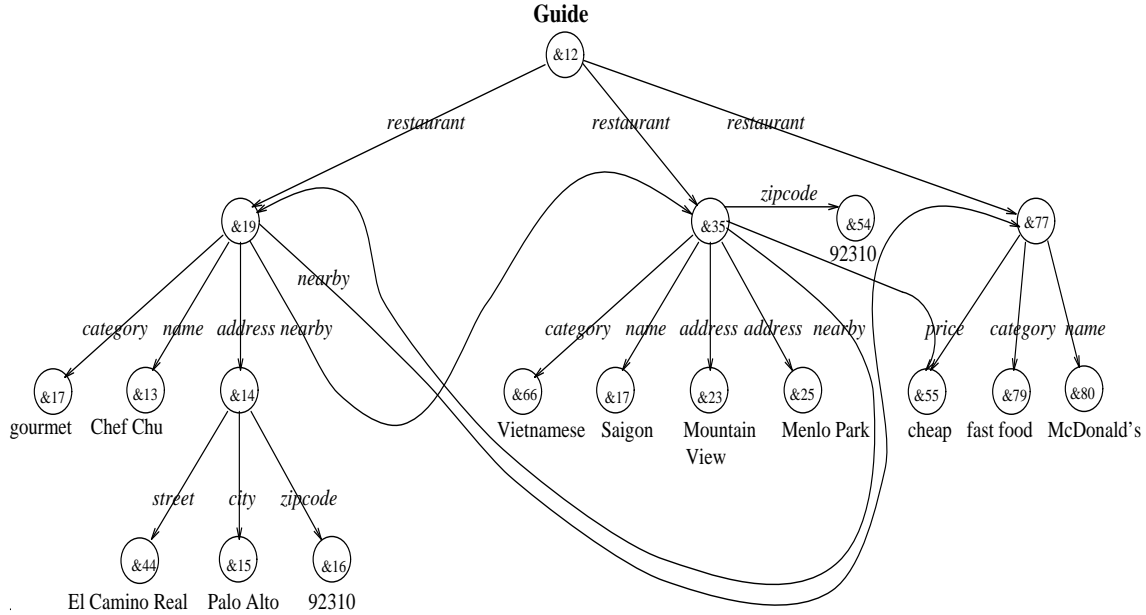 Guide
&12
restaurant restaurant restaurant
zipcode
&19 &35 &54 &77
92310
nearby
category name address nearby category name address address nearby price category name
&17 &13 &14 &66 &17 &23 &25 &55 &79 &80
gourmet Chef Chu Vietnamese Saigon Mountain Menlo Park cheap fast food McDonald's
View
street city zipcode
&44 &15 &16
El Camino Real Palo Alto 92310